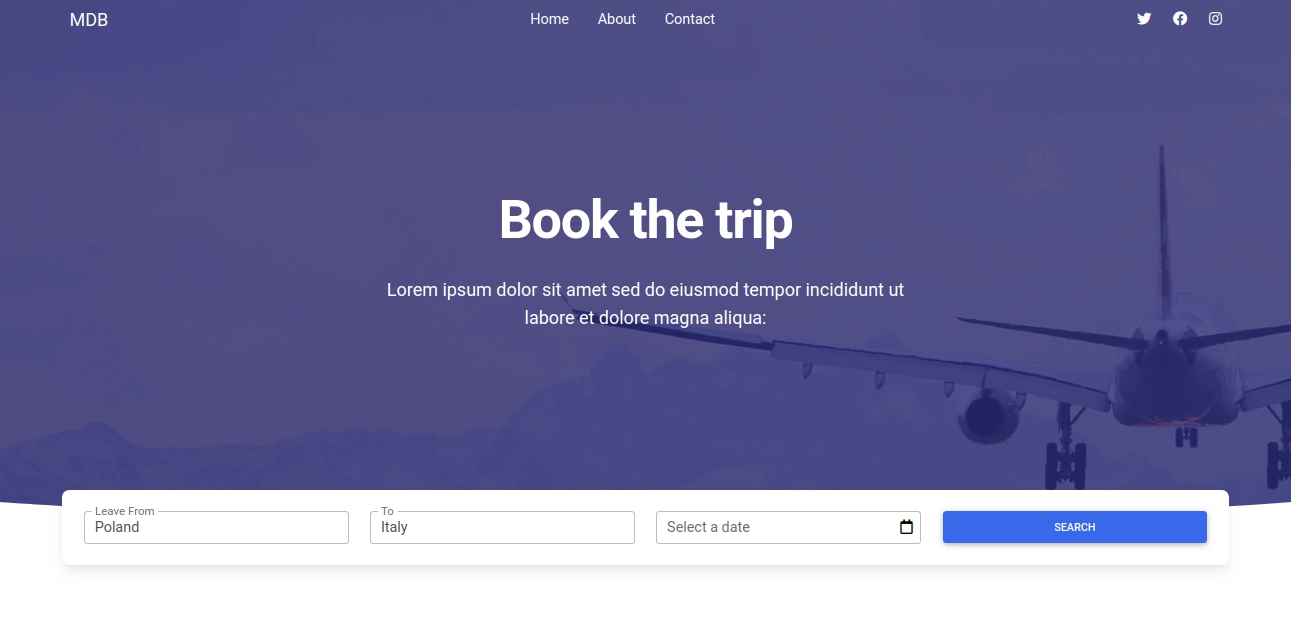 MDB
Home About Contact
Book the trip
Lorem ipsum dolor sit amet sed do eiusmod tempor incididunt ut
labore et dolore magna aliqua:
Leave From
Poland
To
Italy
Select a date
SEARCH